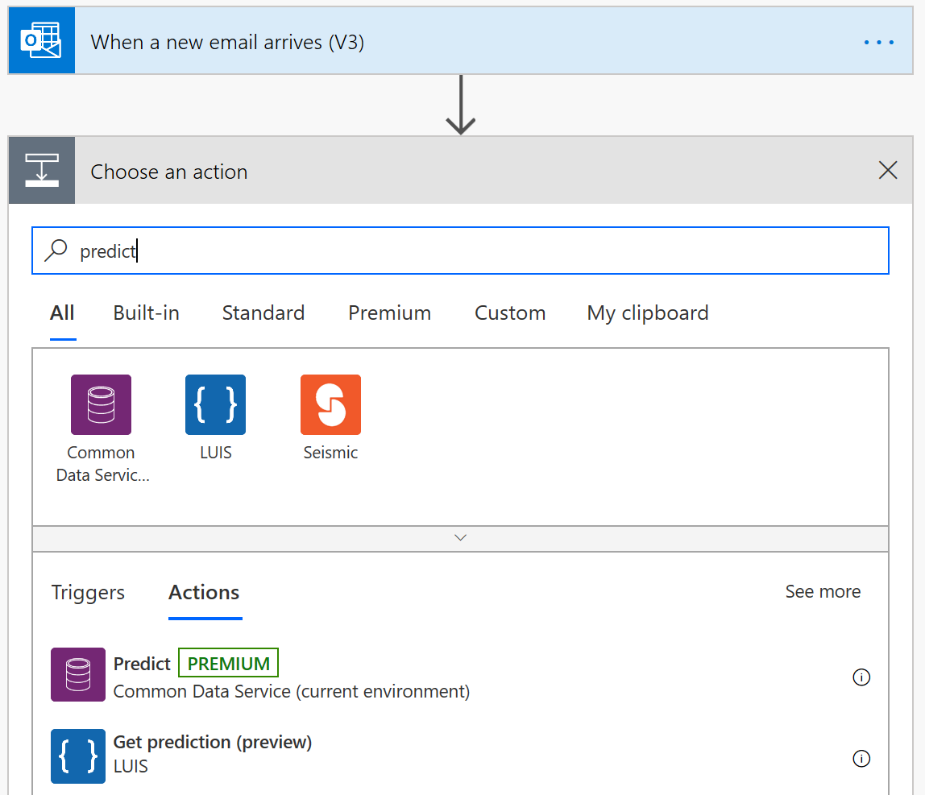 When a new email arrives (V3)
Choose an action
predict
All Built-in Standard Premium Custom My clipboard
Common
Data Servic...
LUIS
Seismic
Triggers Actions See more
Predict PREMIUM
Common Data Service (current environment)
Get prediction (preview)
LUIS